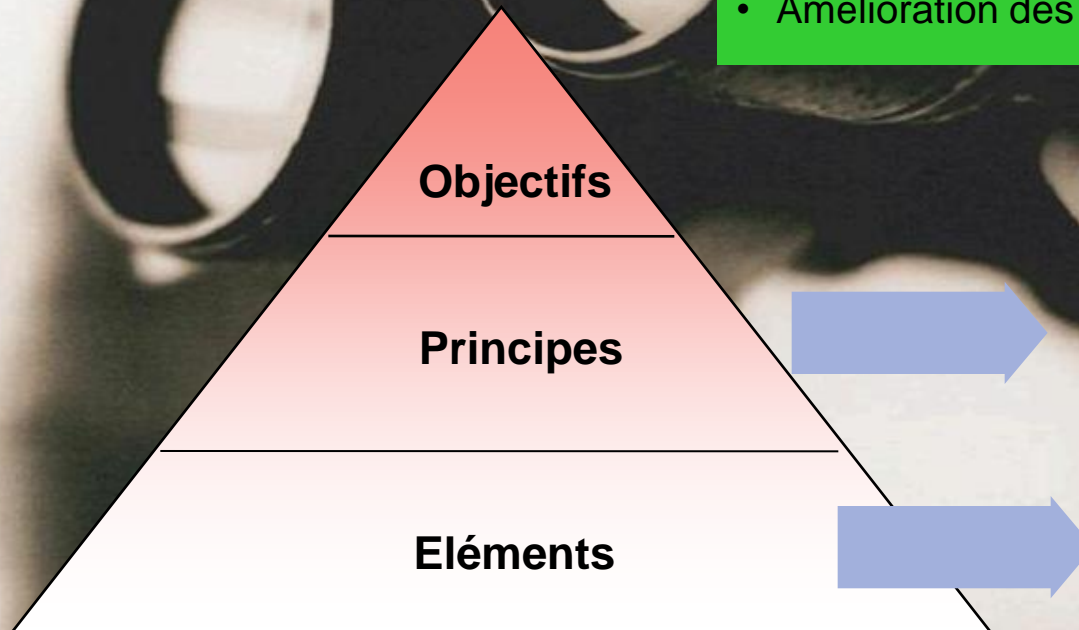 • Amélioration des
Objectifs
Principes
Eléments